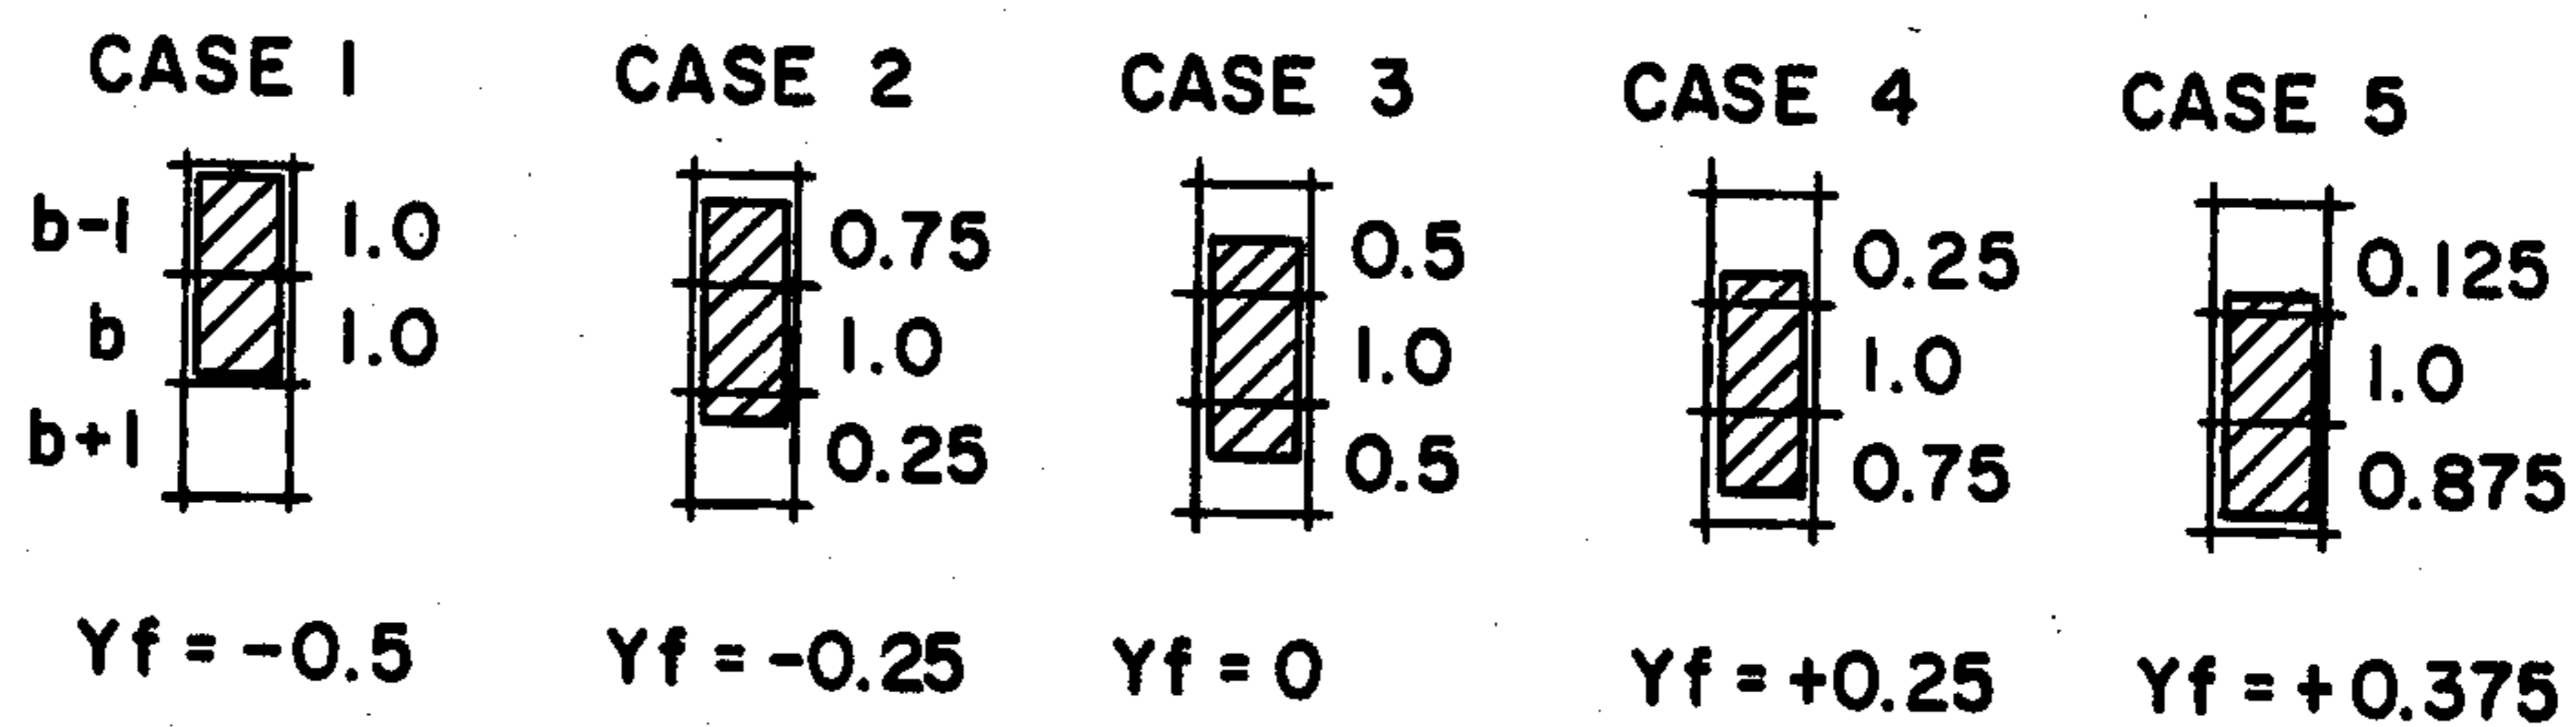 CASE 1 CASE 2 CASE 3 CASE 4 CASE 5
b-1 1.0 0.75 0.5 0.25 0.125
b 1.0 1.0 1.0 1.0 1.0
b+1 0.25 0.5 0.75 0.875
Yf = -0.5 Yf = -0.25 Yf = 0 Yf = +0.25 Yf = +0.375